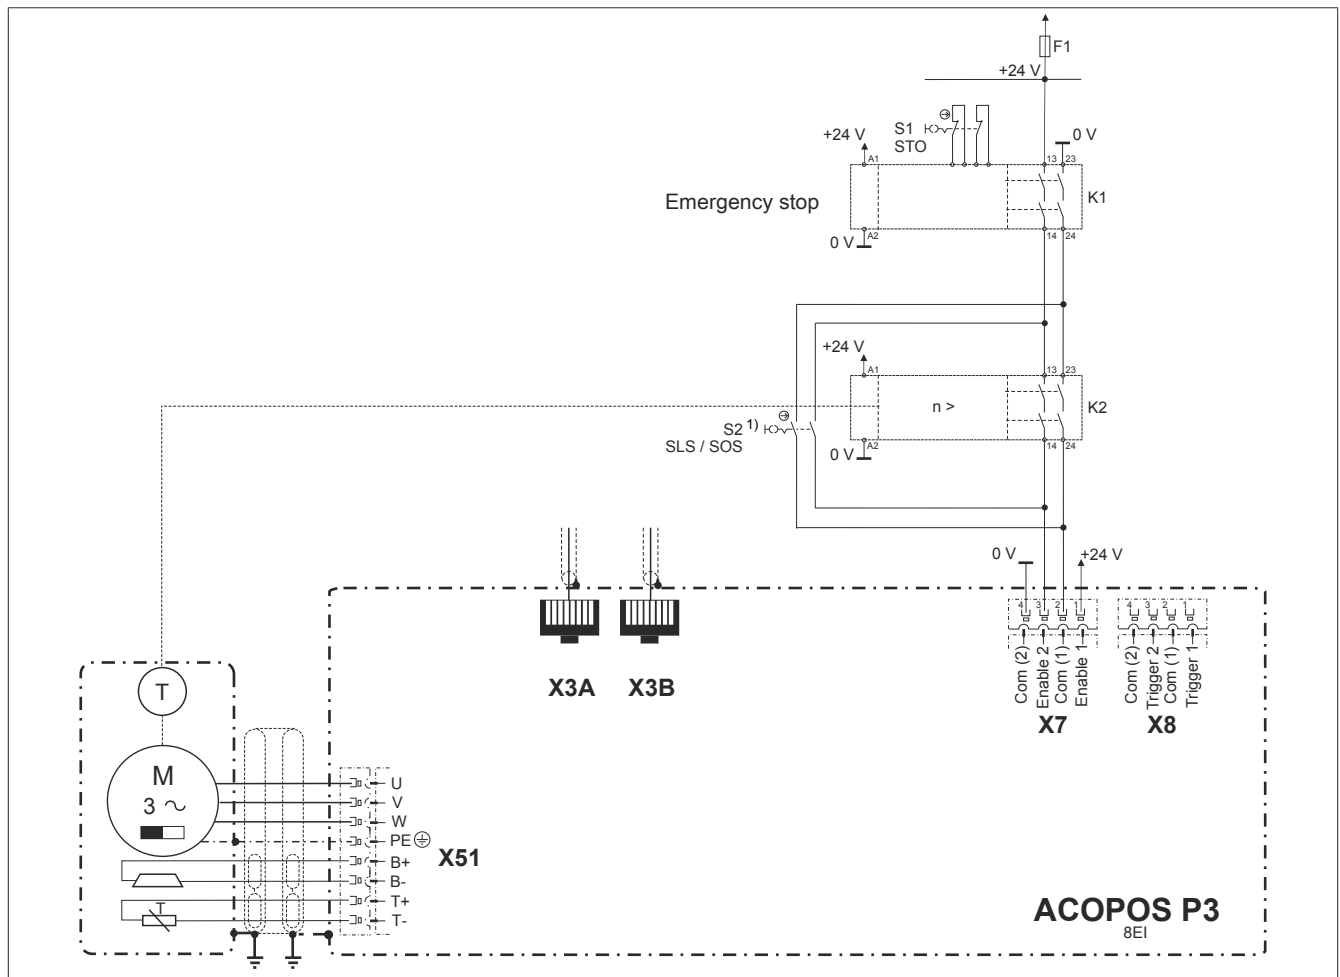 F1
+24 V
S1
STO
+24 V
0 V
A1
13 23
Emergency stop
K1
0 V
A2
14 24
+24 V
A1
13 23
n >
K2
S2 1)
SLS / SOS
0 V
A2
14 24
0 V
+24 V
4 3 2 1
4 3 2 1
Com (2)
Enable 2
Com (1)
Enable 1
Com (2)
Trigger 2
Com (1)
Trigger 1
X3A
X3B
X7
X8
T
M
3 ~
U
V
W
PE
X51
B+
B-
T
T+
T-
ACOPOS P3
8EI